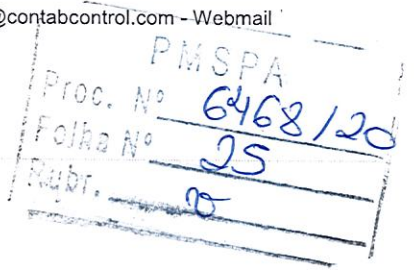 @contabcontrol.com - Webmail
PMSPA
Proc. Nº 6468/20
Folha Nº 25
Rubr.